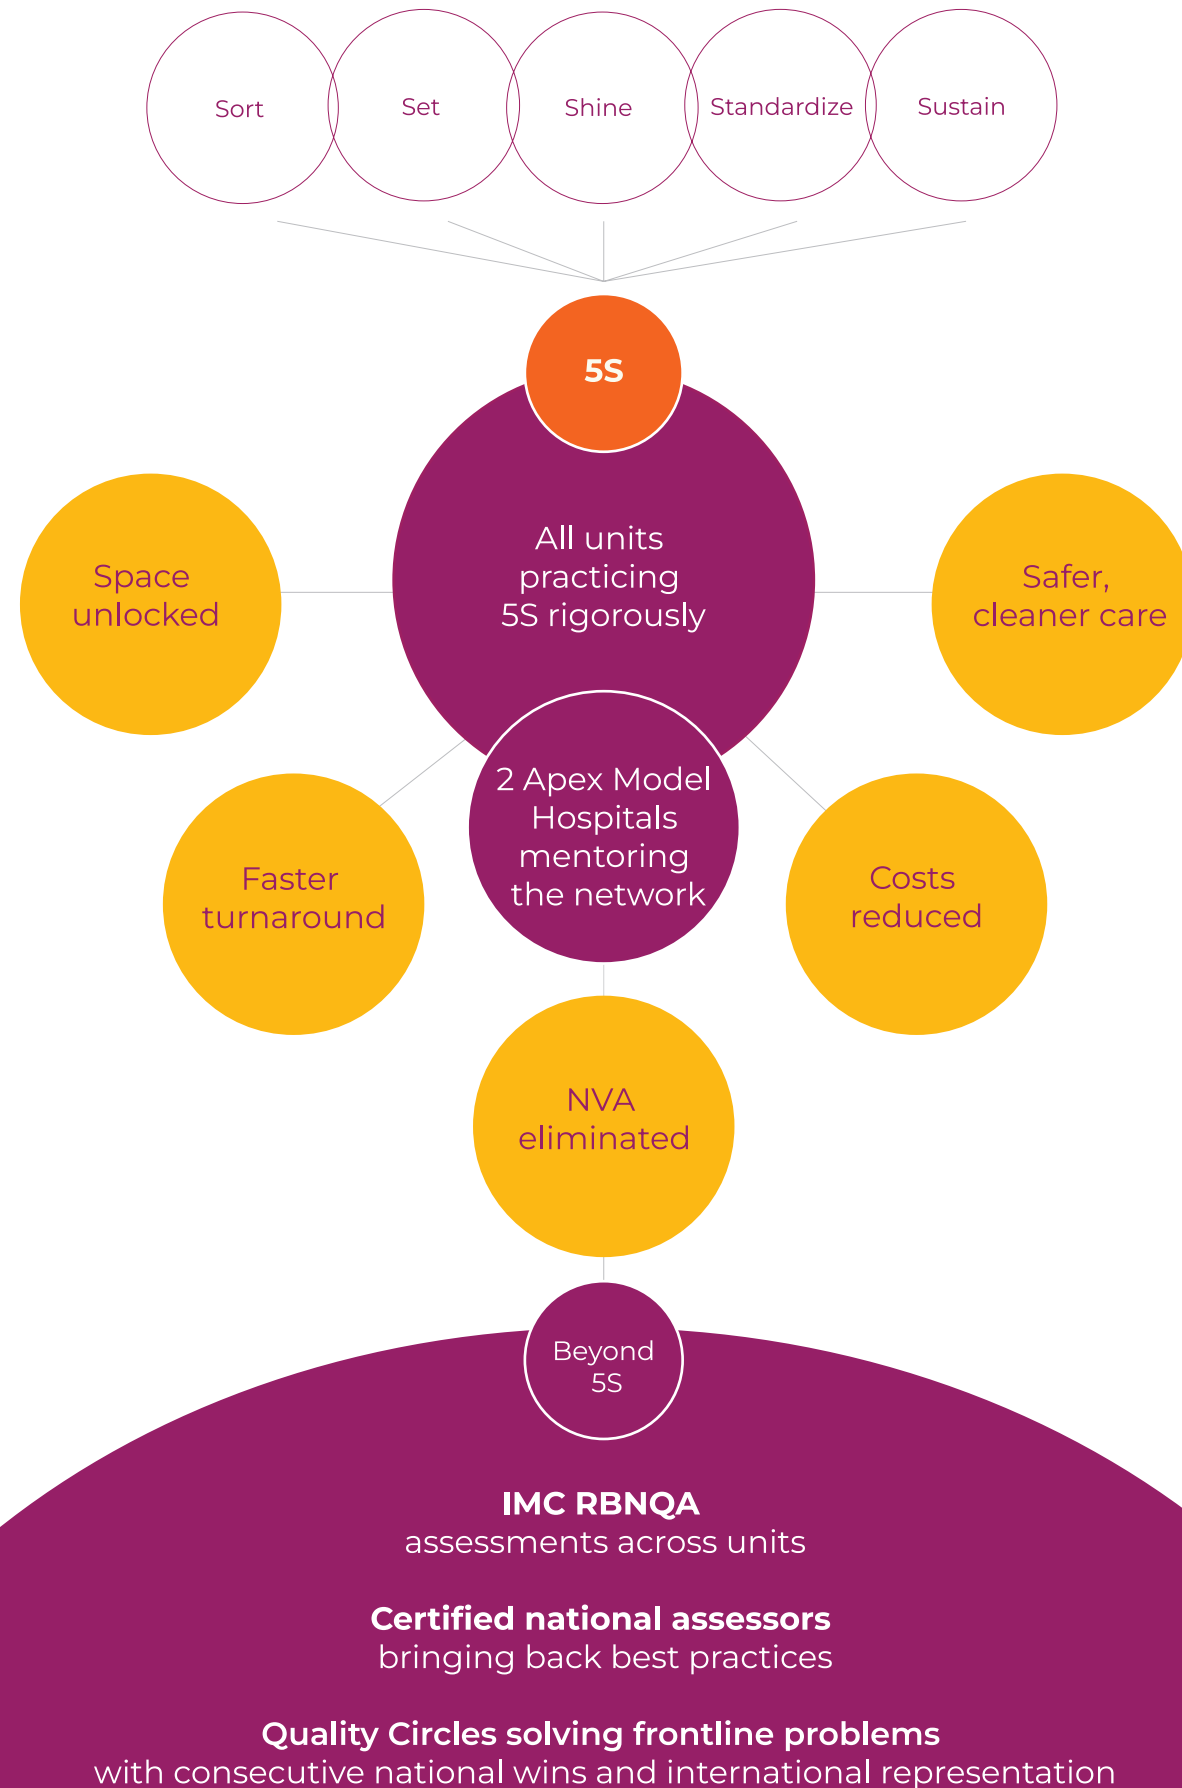 Sort
Set
Shine
Standardize
Sustain
5S
All units
practicing
5S rigorously
Space
unlocked
Safer,
cleaner care
2 Apex Model
Hospitals
mentoring
the network
Faster
turnaround
Costs
reduced
NVA
eliminated
Beyond
5S
IMC RBNQA
assessments across units
Certified national assessors
bringing back best practices
Quality Circles solving frontline problems
with consecutive national wins and international representation